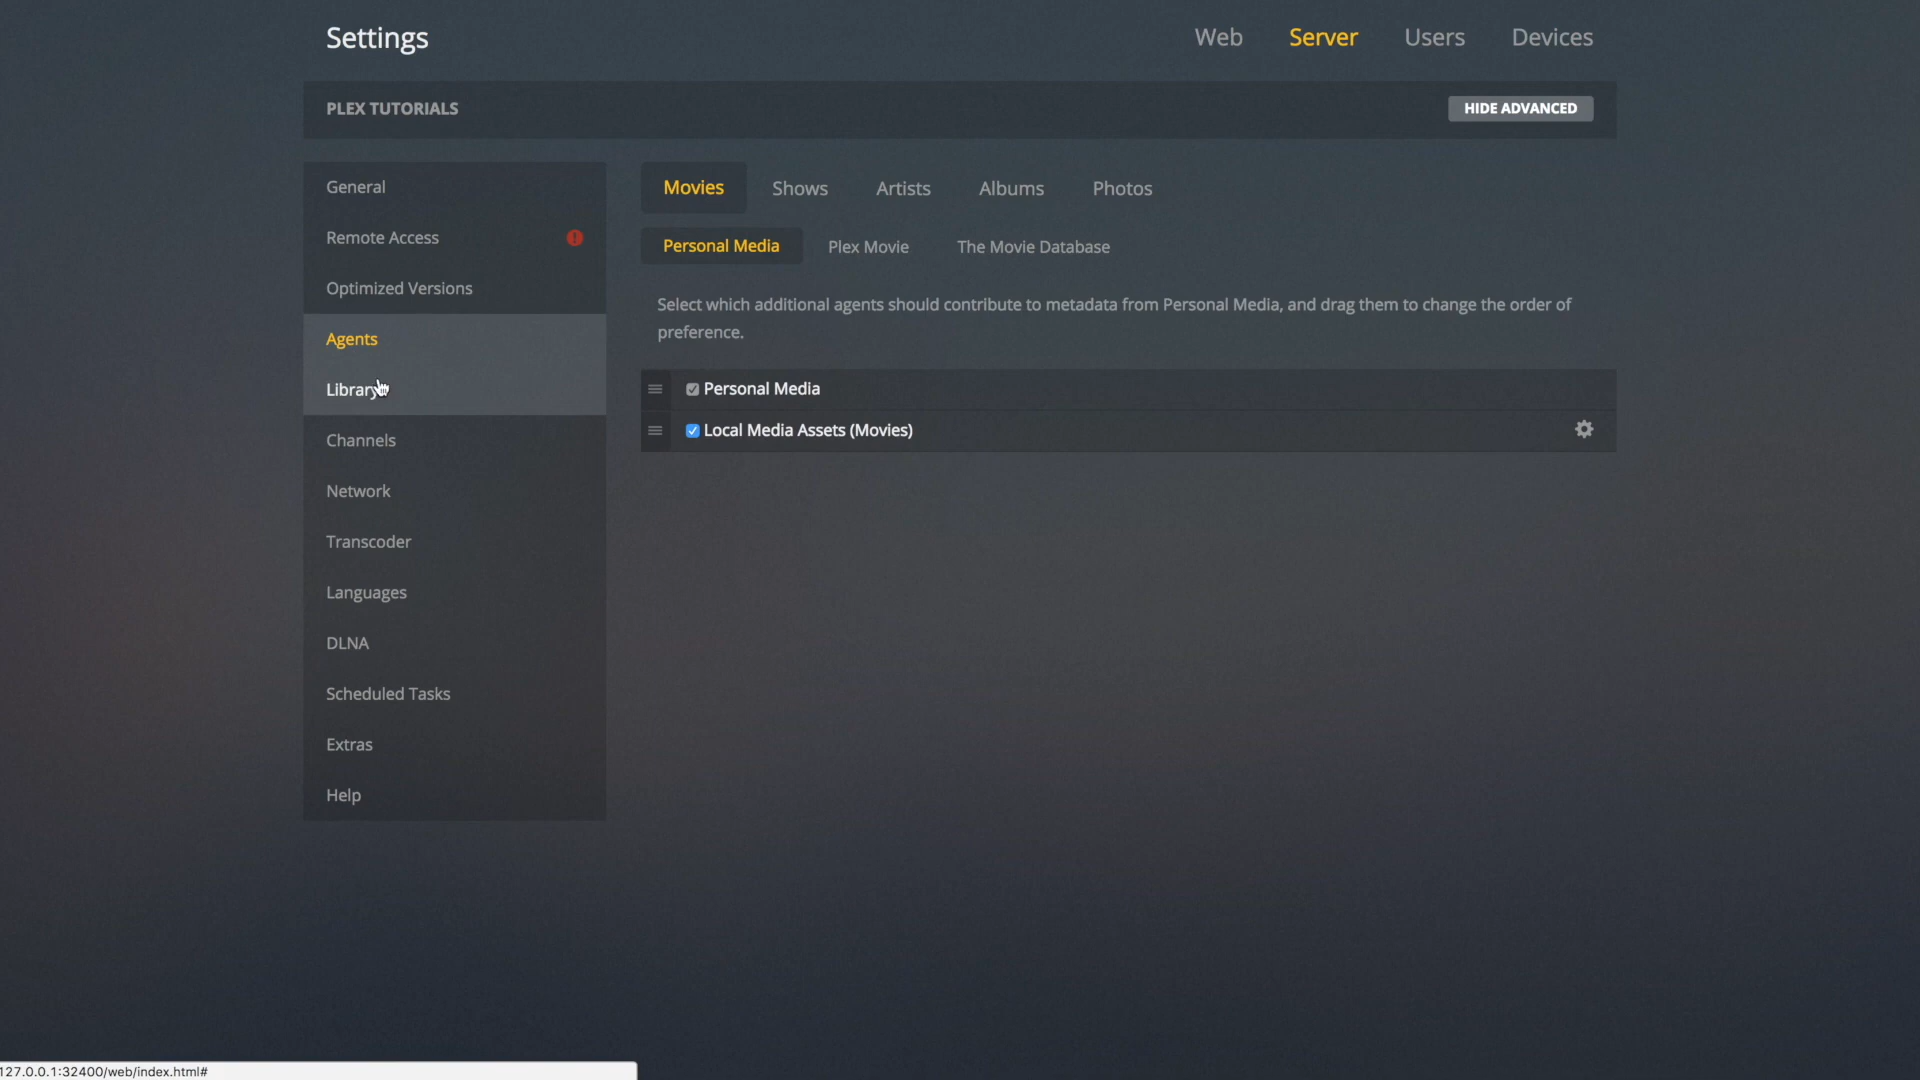 Settings
Web Server Users Devices
PLEX TUTORIALS
HIDE ADVANCED
General
Remote Access
Optimized Versions
Agents
Library
Channels
Network
Transcoder
Languages
DLNA
Scheduled Tasks
Extras
Help
Movies Shows Artists Albums Photos
Personal Media Plex Movie The Movie Database
Select which additional agents should contribute to metadata from Personal Media, and drag them to change the order of
preference.
Personal Media
Local Media Assets (Movies)
127.0.0.1:32400/web/index.html#